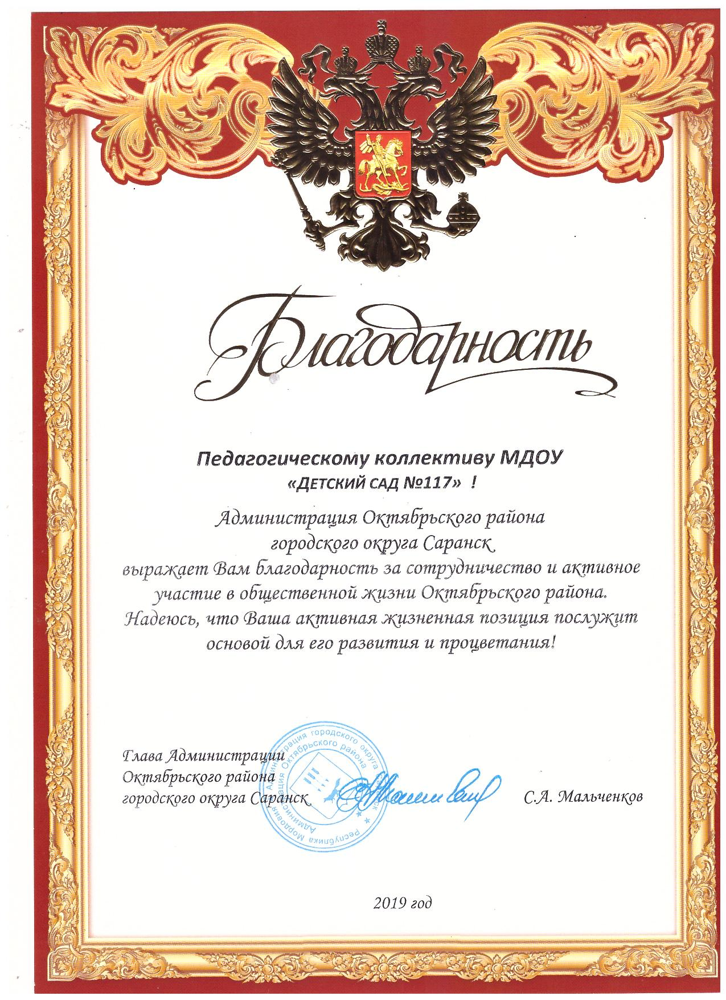 Благодарность
Педагогическому коллективу МДОУ
«ДЕТСКИЙ САД №117» !
Администрация Октябрьского района
городского округа Саранск
выражает Вам благодарность за сотрудничество и активное
участие в общественной жизни Октябрьского района.
Надеюсь, что Ваша активная жизненная позиция послужит
основой для его развития и процветания!
Глава Администрации
Октябрьского района
городского округа Саранск
С.А. Мальченков
Администрация городского округа Саранск
Республика Мордовия
Администрация Октябрьского района
2019 год